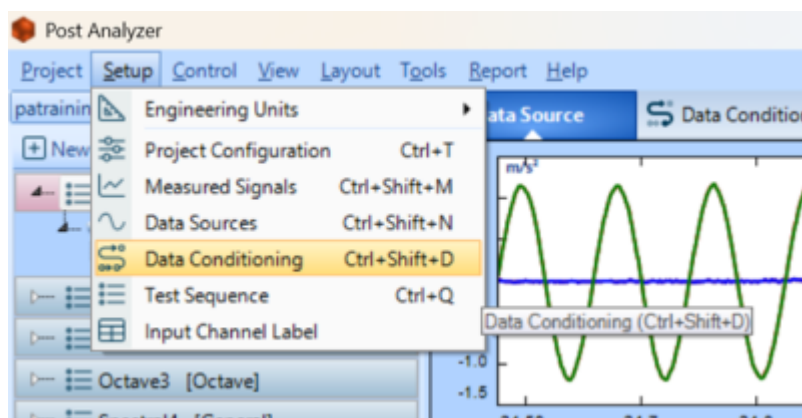 Post Analyzer
Project Setup Control View Layout Tools Report Help
patrainin
Engineering Units
ata Source
Data Conditio
New
Project Configuration Ctrl+T
Measured Signals Ctrl+Shift+M
Data Sources Ctrl+Shift+N
Data Conditioning Ctrl+Shift+D
Test Sequence Ctrl+Q
Input Channel Label
m/s²
Data Conditioning (Ctrl+Shift+D)
-1.0
Octave3 [Octave]
-1.5